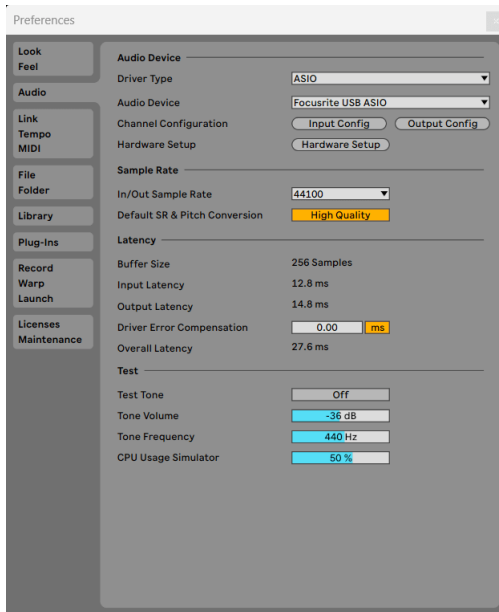 Preferences
Look
Feel
Audio
Link
Tempo
MIDI
File
Folder
Library
Plug-Ins
Record
Warp
Launch
Licenses
Maintenance
Audio Device
Driver Type ASIO
Audio Device Focusrite USB ASIO
Channel Configuration Input Config Output Config
Hardware Setup Hardware Setup
Sample Rate
In/Out Sample Rate 44100
Default SR & Pitch Conversion High Quality
Latency
Buffer Size 256 Samples
Input Latency 12.8 ms
Output Latency 14.8 ms
Driver Error Compensation 0.00 ms
Overall Latency 27.6 ms
Test
Test Tone Off
Tone Volume -36 dB
Tone Frequency 440 Hz
CPU Usage Simulator 50 %